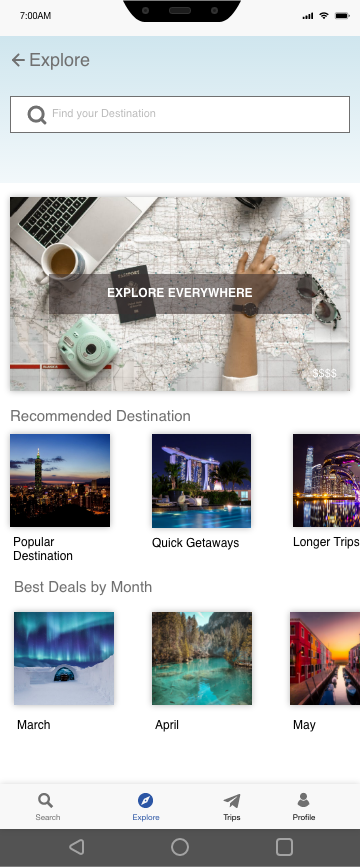 7:00AM
Explore
Find your Destination
EXPLORE EVERYWHERE
$$$$
Recommended Destination
Popular
Destination
Quick Getaways
Longer Trips
Best Deals by Month
March
April
May
Search
Explore
Trips
Profile